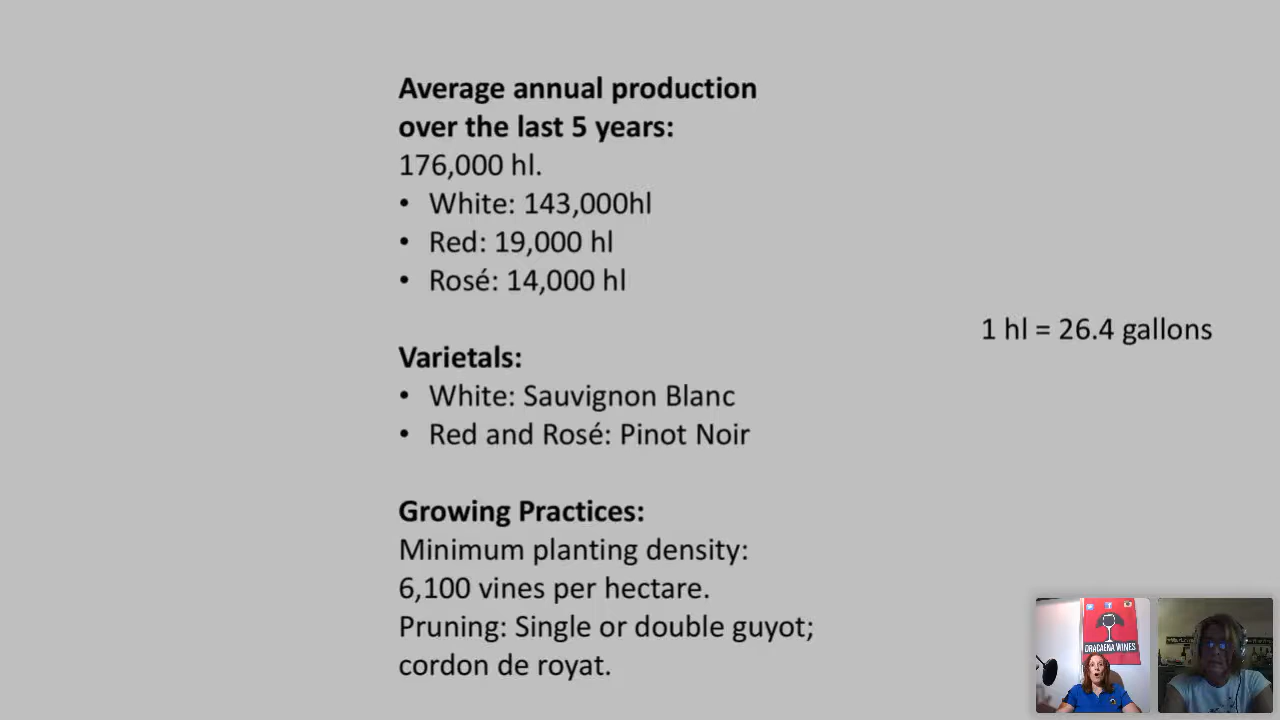 Average annual production
over the last 5 years:
176,000 hl.
• White: 143,000hl
• Red: 19,000 hl
• Rosé: 14,000 hl
1 hl = 26.4 gallons
Varietals:
• White: Sauvignon Blanc
• Red and Rosé: Pinot Noir
Growing Practices:
Minimum planting density:
6,100 vines per hectare.
Pruning: Single or double guyot;
cordon de royat.
DRACAENA WINES